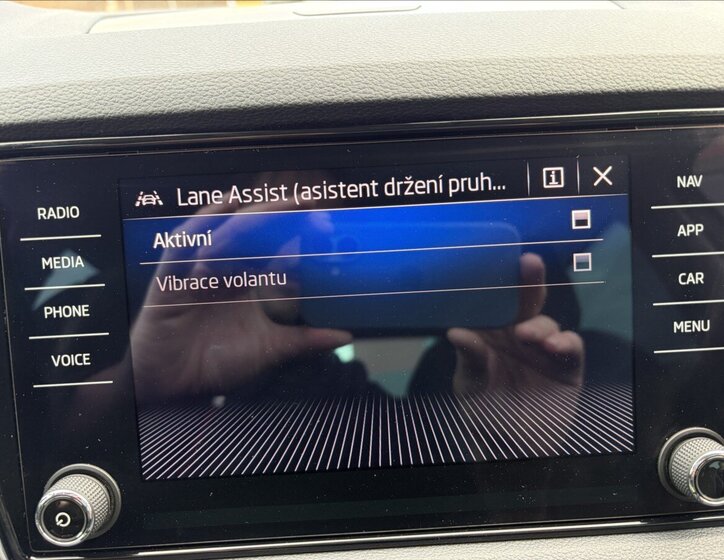 Lane Assist (asistent držení pruh...
Aktivní
Vibrace volantu
RADIO
MEDIA
PHONE
VOICE
NAV
APP
CAR
MENU